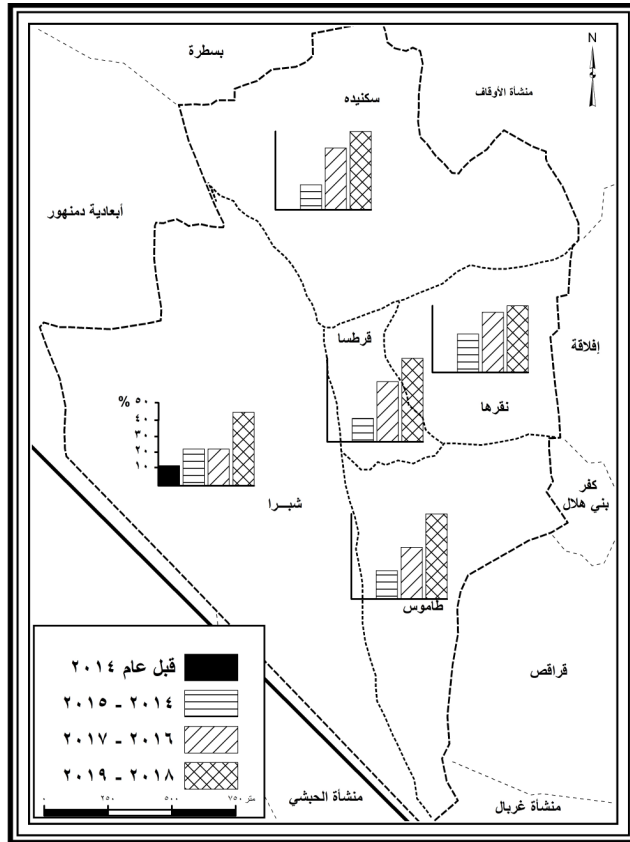 بسطرة
N
سكنيده
منشأة الأوقاف
أبعادية دمنهور
قرطسا
إفلاقة
% ٥٠
٤٠
٣٠
٢٠
١٠
نقرها
كفر
بني هلال
شبـــرا
طاموس
قراقص
قبل عام ٢٠١٤
٢٠١٤ - ٢٠١٥
٢٠١٦ - ٢٠١٧
٢٠١٨ - ٢٠١٩
٠ ٢٥٠ ٥٠٠ ٧٥٠ متر
منشأة الحبشي
منشأة غربال